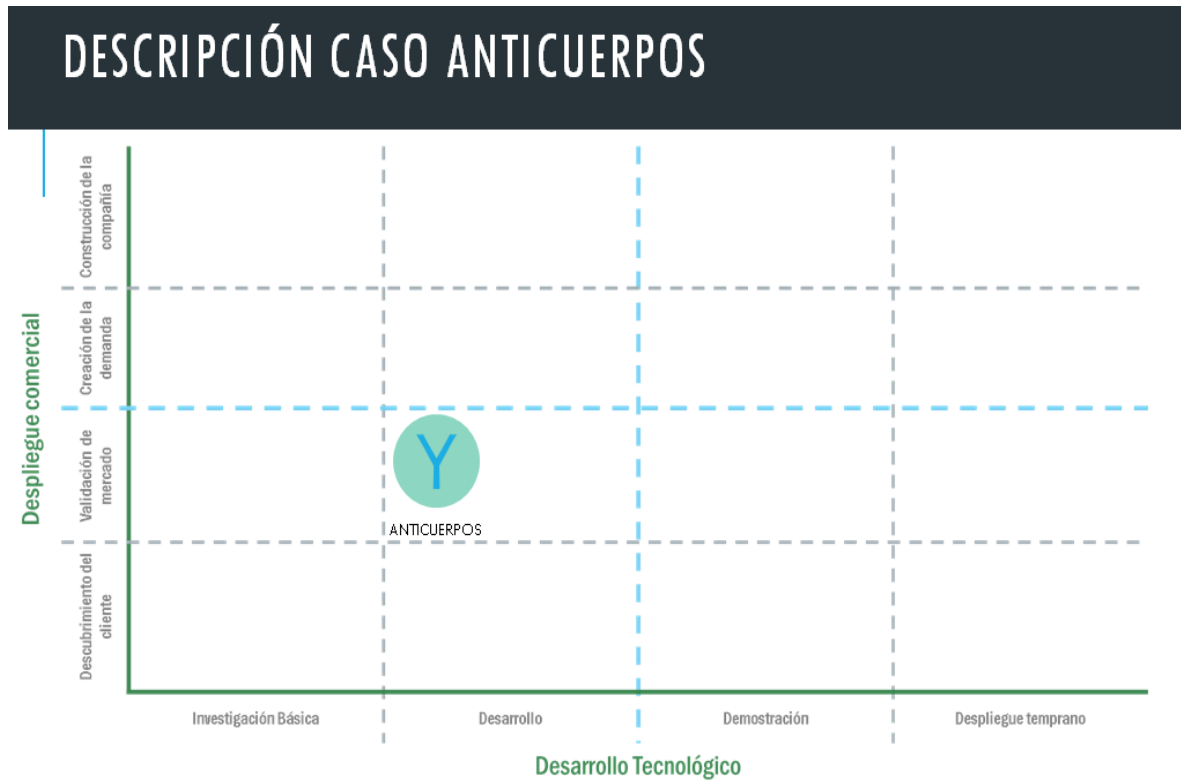 DESCRIPCIÓN CASO ANTICUERPOS
Despliegue comercial
Construcción de la
compañía
Creación de la
demanda
Validación de
mercado
Descubrimiento del
cliente
Y
ANTICUERPOS
Investigación Básica
Desarrollo
Demostración
Despliegue temprano
Desarrollo Tecnológico